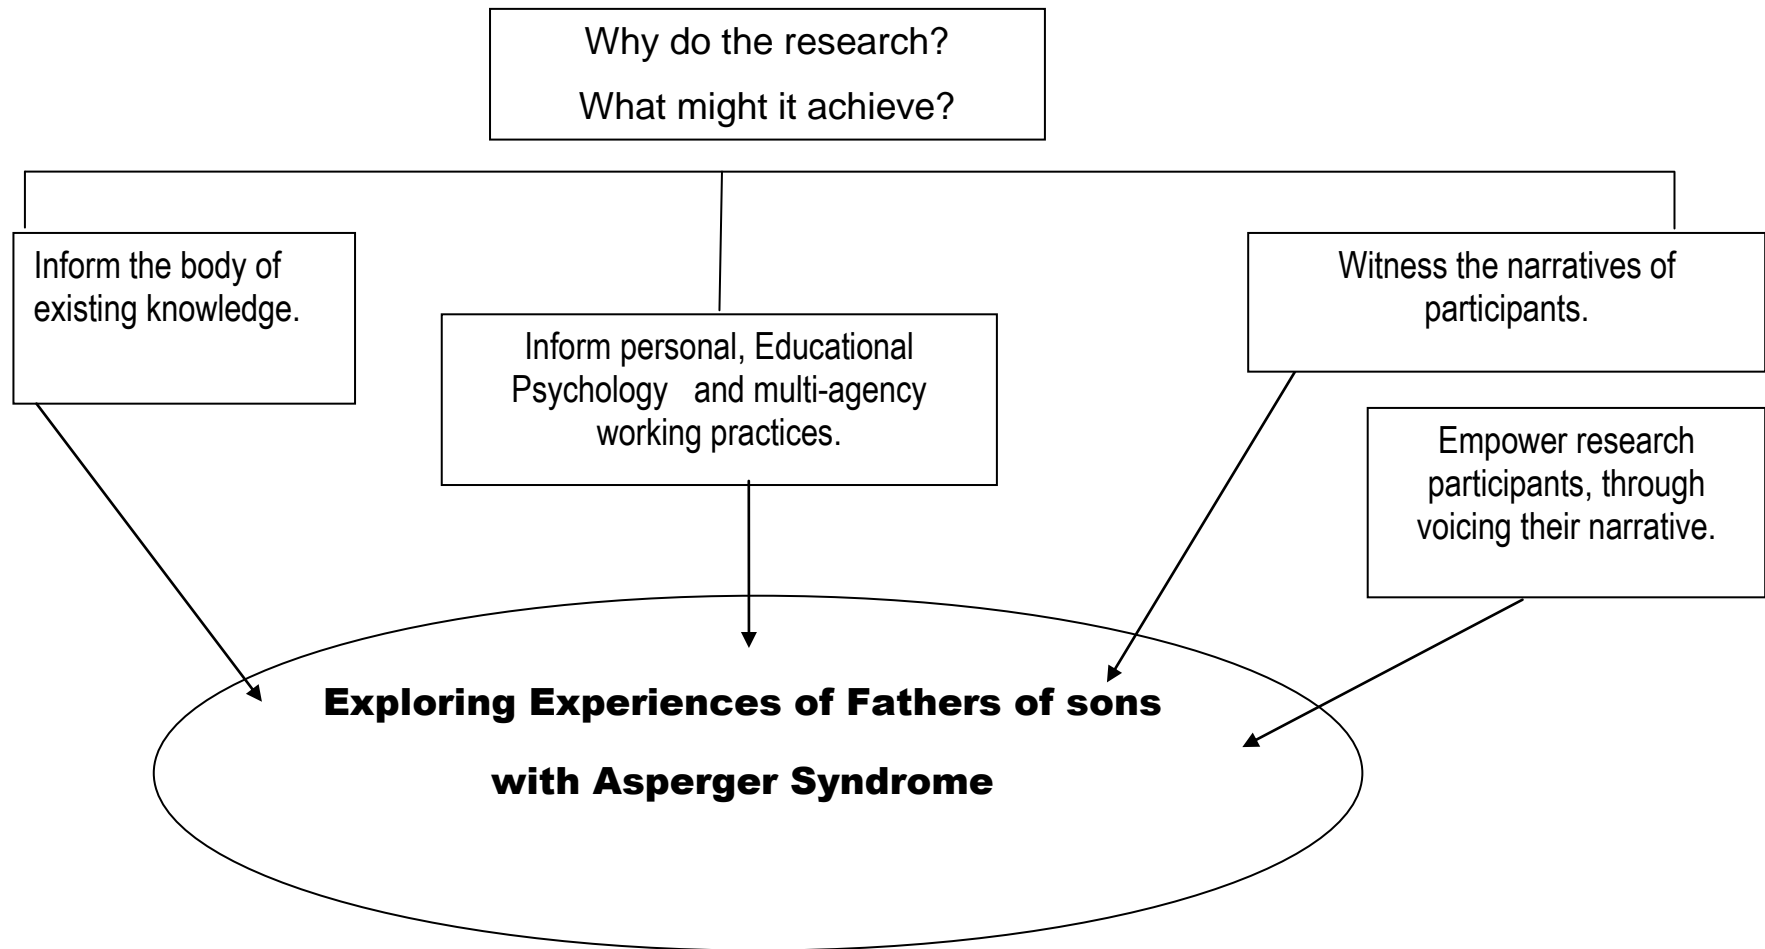 Why do the research?
What might it achieve?
Inform the body of
existing knowledge.
Inform personal, Educational
Psychology   and multi-agency
working practices.
Witness the narratives of
participants.
Empower research
participants, through
voicing their narrative.
Exploring Experiences of Fathers of sons
with Asperger Syndrome